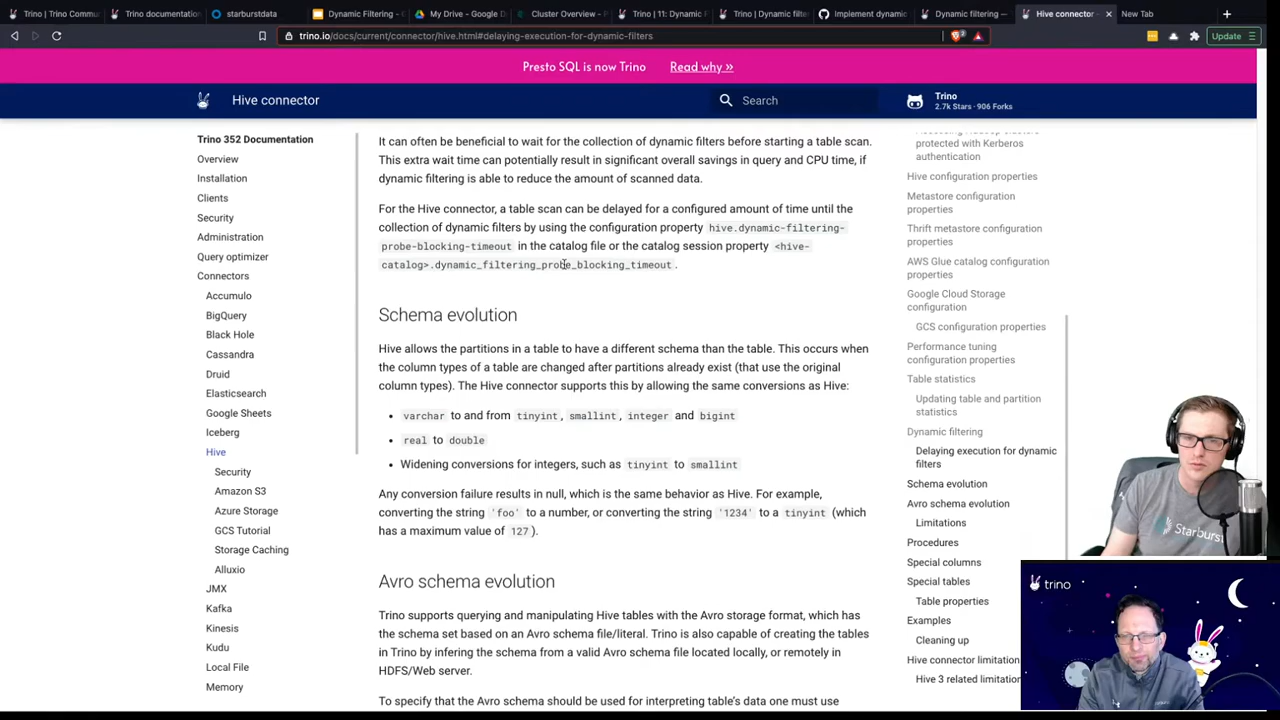 Trino | Trino Commu
Trino documentation
starburstdata
Dynamic Filtering -
My Drive - Google D
Cluster Overview - P
Trino | 11: Dynamic F
Trino | Dynamic filter
Implement dynamic
Dynamic filtering —
Hive connector —
New Tab
trino.io/docs/current/connector/hive.html#delaying-execution-for-dynamic-filters
Update
Presto SQL is now Trino Read why »
Hive connector
Search
Trino
2.7k Stars · 906 Forks
Trino 352 Documentation
Overview
Installation
Clients
Security
Administration
Query optimizer
Connectors
Accumulo
BigQuery
Black Hole
Cassandra
Druid
Elasticsearch
Google Sheets
Iceberg
Hive
Security
Amazon S3
Azure Storage
GCS Tutorial
Storage Caching
Alluxio
JMX
Kafka
Kinesis
Kudu
Local File
Memory
It can often be beneficial to wait for the collection of dynamic filters before starting a table scan.
This extra wait time can potentially result in significant overall savings in query and CPU time, if
dynamic filtering is able to reduce the amount of scanned data.
For the Hive connector, a table scan can be delayed for a configured amount of time until the
collection of dynamic filters by using the configuration property hive.dynamic-filtering-
probe-blocking-timeout in the catalog file or the catalog session property <hive-
catalog>.dynamic_filtering_probe_blocking_timeout.
Schema evolution
Hive allows the partitions in a table to have a different schema than the table. This occurs when
the column types of a table are changed after partitions already exist (that use the original
column types). The Hive connector supports this by allowing the same conversions as Hive:
varchar to and from tinyint, smallint, integer and bigint
real to double
Widening conversions for integers, such as tinyint to smallint
Any conversion failure results in null, which is the same behavior as Hive. For example,
converting the string 'foo' to a number, or converting the string '1234' to a tinyint (which
has a maximum value of 127).
Avro schema evolution
Trino supports querying and manipulating Hive tables with the Avro storage format, which has
the schema set based on an Avro schema file/literal. Trino is also capable of creating the tables
in Trino by infering the schema from a valid Avro schema file located locally, or remotely in
HDFS/Web server.
To specify that the Avro schema should be used for interpreting table's data one must use
Accessing Hadoop clusters
protected with Kerberos
authentication
Hive configuration properties
Metastore configuration
properties
Thrift metastore configuration
properties
AWS Glue catalog configuration
properties
Google Cloud Storage
configuration
GCS configuration properties
Performance tuning
configuration properties
Table statistics
Updating table and partition
statistics
Dynamic filtering
Delaying execution for dynamic
filters
Schema evolution
Avro schema evolution
Limitations
Procedures
Special columns
Special tables
Table properties
Examples
Cleaning up
Hive connector limitation
Hive 3 related limitation
Starburst
trino